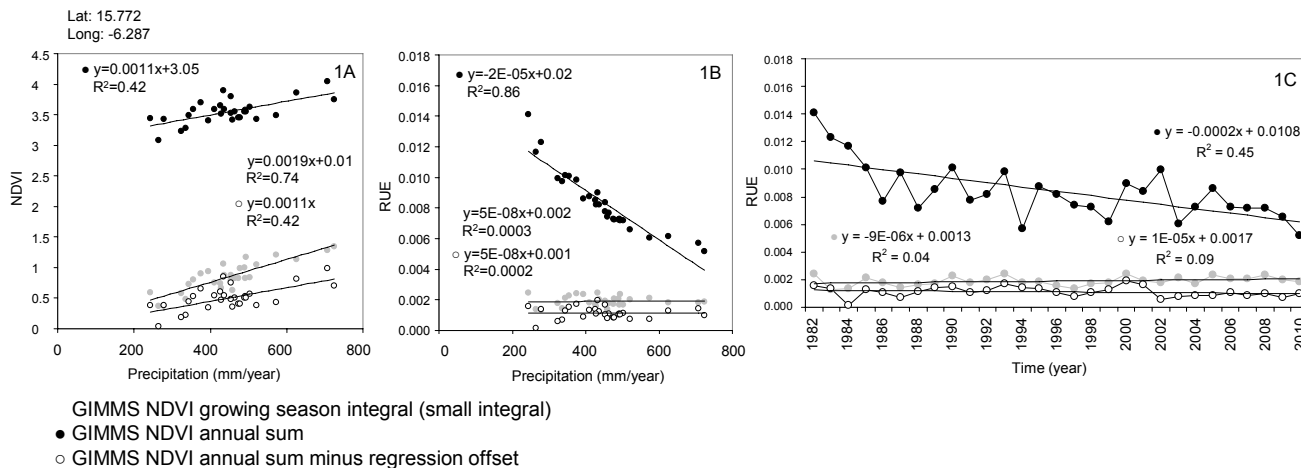 Lat: 15.772
Long: -6.287
1A
y=0.0011x+3.05
R²=0.42
y=0.0019x+0.01
R²=0.74
y=0.0011x
R²=0.42
NDVI
4.5
4
3.5
3
2.5
2
1.5
1
0.5
0
0 200 400 600 800
Precipitation (mm/year)
1B
y=-2E-05x+0.02
R²=0.86
y=5E-08x+0.002
R²=0.0003
y=5E-08x+0.001
R²=0.0002
RUE
0.018
0.016
0.014
0.012
0.010
0.008
0.006
0.004
0.002
0.000
0 200 400 600 800
Precipitation (mm/year)
1C
y = -0.0002x + 0.0108
R² = 0.45
y = -9E-06x + 0.0013
R² = 0.04
y = 1E-05x + 0.0017
R² = 0.09
RUE
0.018
0.016
0.014
0.012
0.010
0.008
0.006
0.004
0.002
0.000
1982 1984 1986 1988 1990 1992 1994 1996 1998 2000 2002 2004 2006 2008 2010
Time (year)
GIMMS NDVI growing season integral (small integral)
GIMMS NDVI annual sum
GIMMS NDVI annual sum minus regression offset